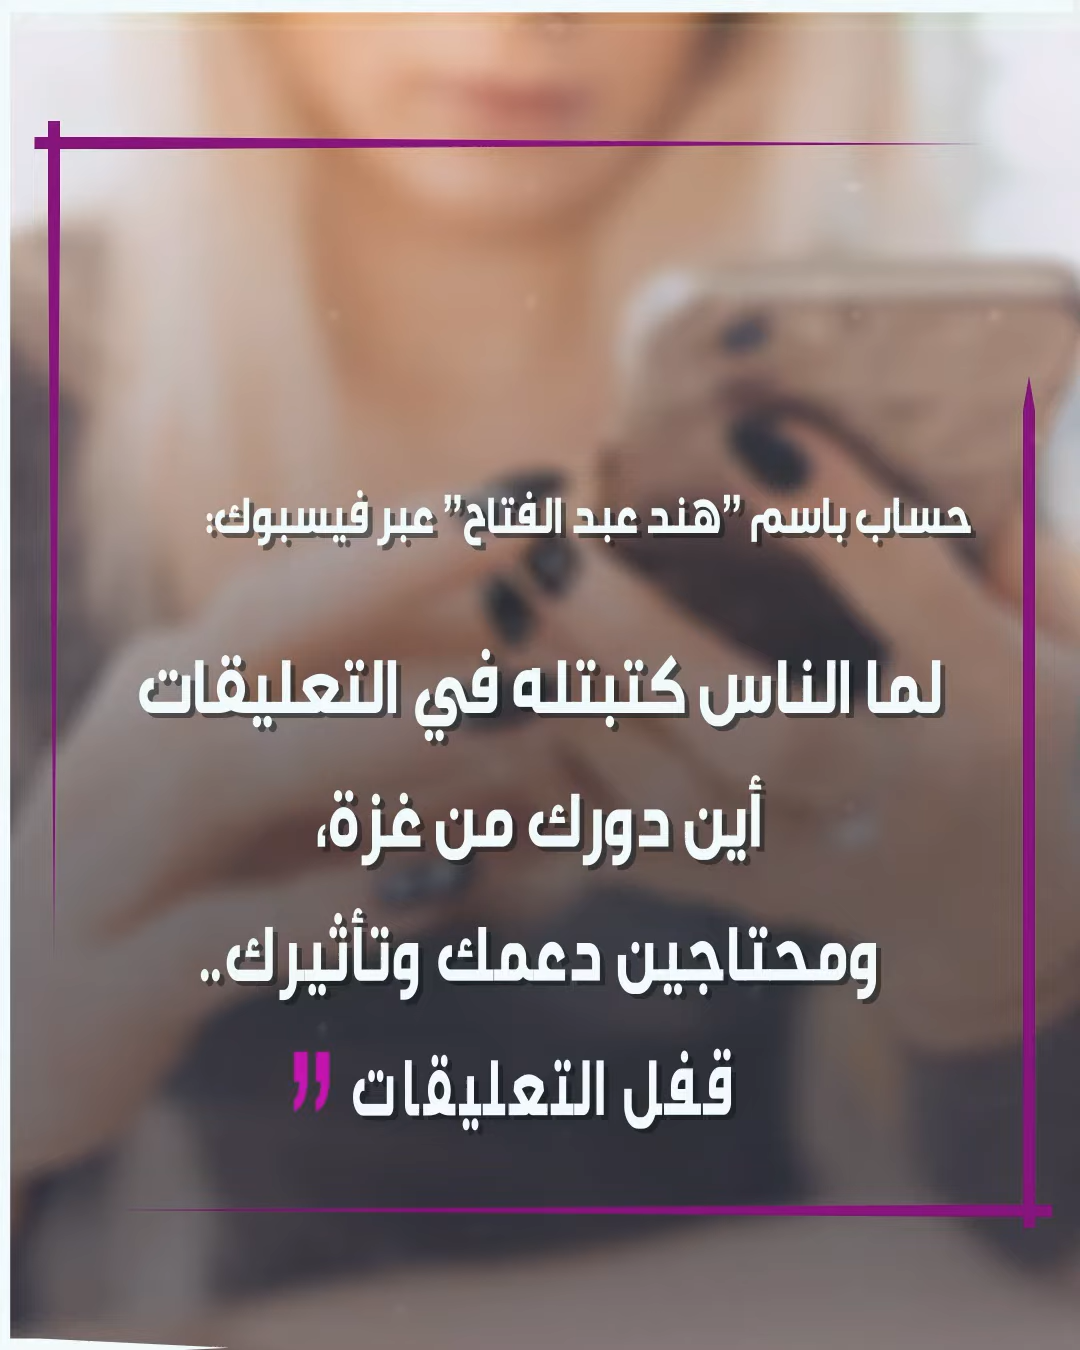 حساب باسم "هند عبد الفتاح" عبر فيسبوك:
لما الناس كتبتله في التعليقات
أين دورك من غزة،
ومحتاجين دعمك وتأثيرك..
قفل التعليقات "